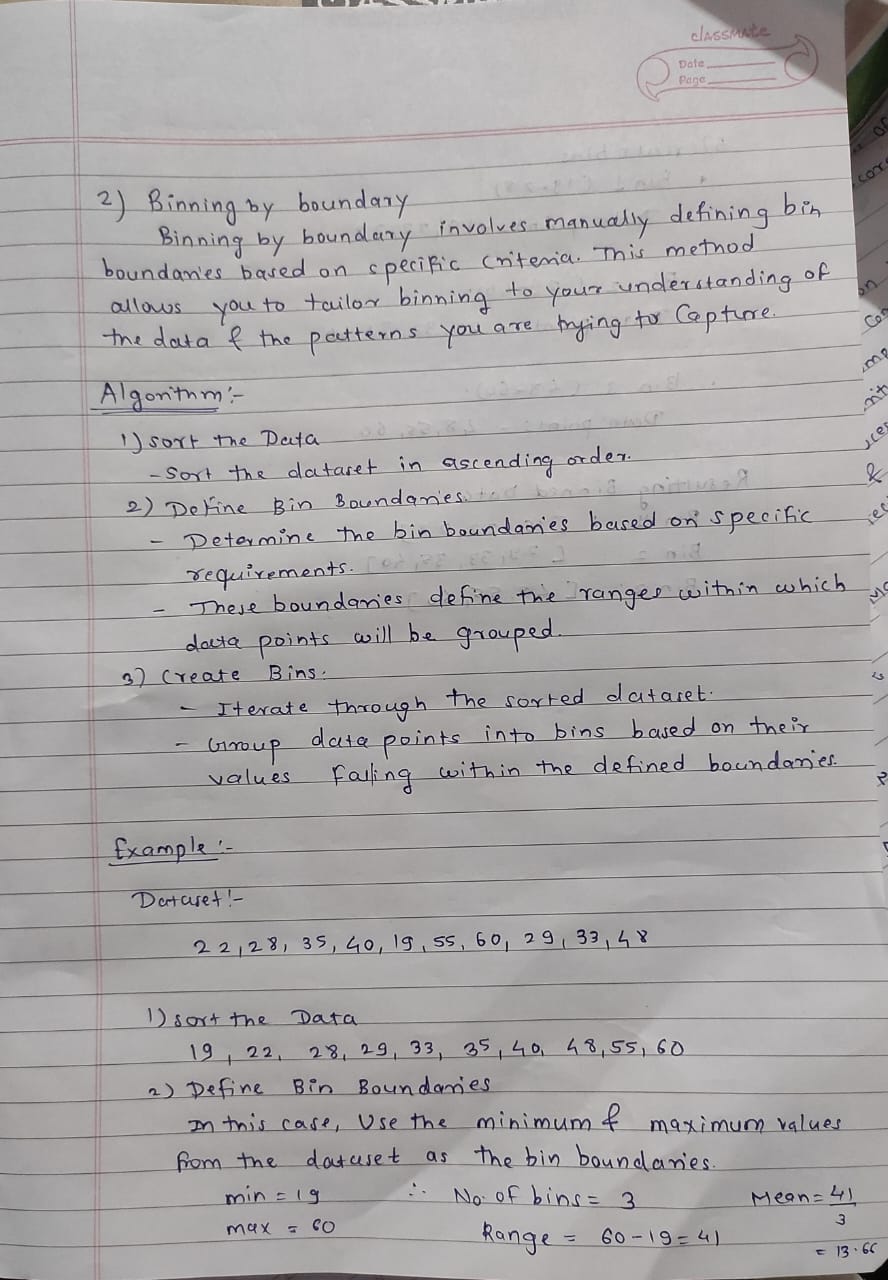 classmate
Date
Page
2) Binning by boundary
Binning by boundary involves manually defining bin
boundaries based on specific criteria. This method
allows you to tailor binning to your understanding of
the data & the patterns you are trying to Capture.
Algorithm:-
1) sort the Data
- Sort the dataset in ascending order.
2) Define Bin Boundaries.
- Determine the bin boundaries based on specific
requirements.
- These boundaries define the ranges within which
data points will be grouped.
3) Create Bins:
- Iterate through the sorted dataset.
- Group data points into bins based on their
values falling within the defined boundaries.
Example :-
Dataset :-
22, 28, 35, 40, 19, 55, 60, 29, 33, 48
1) sort the Data
19, 22, 28, 29, 33, 35, 40, 48, 55, 60
2) Define Bin Boundaries
In this case, Use the minimum & maximum values
from the dataset as the bin boundaries.
min = 19 ∴ No. of bins = 3 Mean = 41/3
max = 60 Range = 60 - 19 = 41 = 13.66